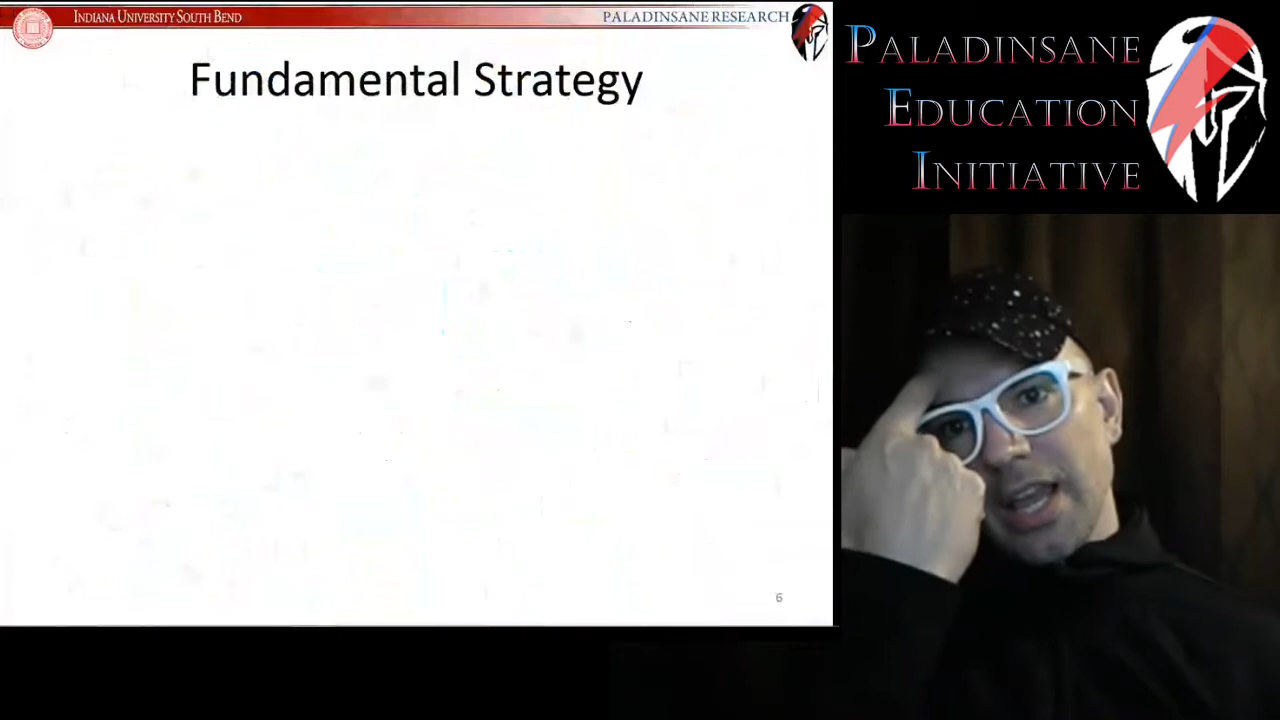 INDIANA UNIVERSITY SOUTH BEND
PALADINSANE RESEARCH
Fundamental Strategy
6
PALADINSANE
EDUCATION
INITIATIVE